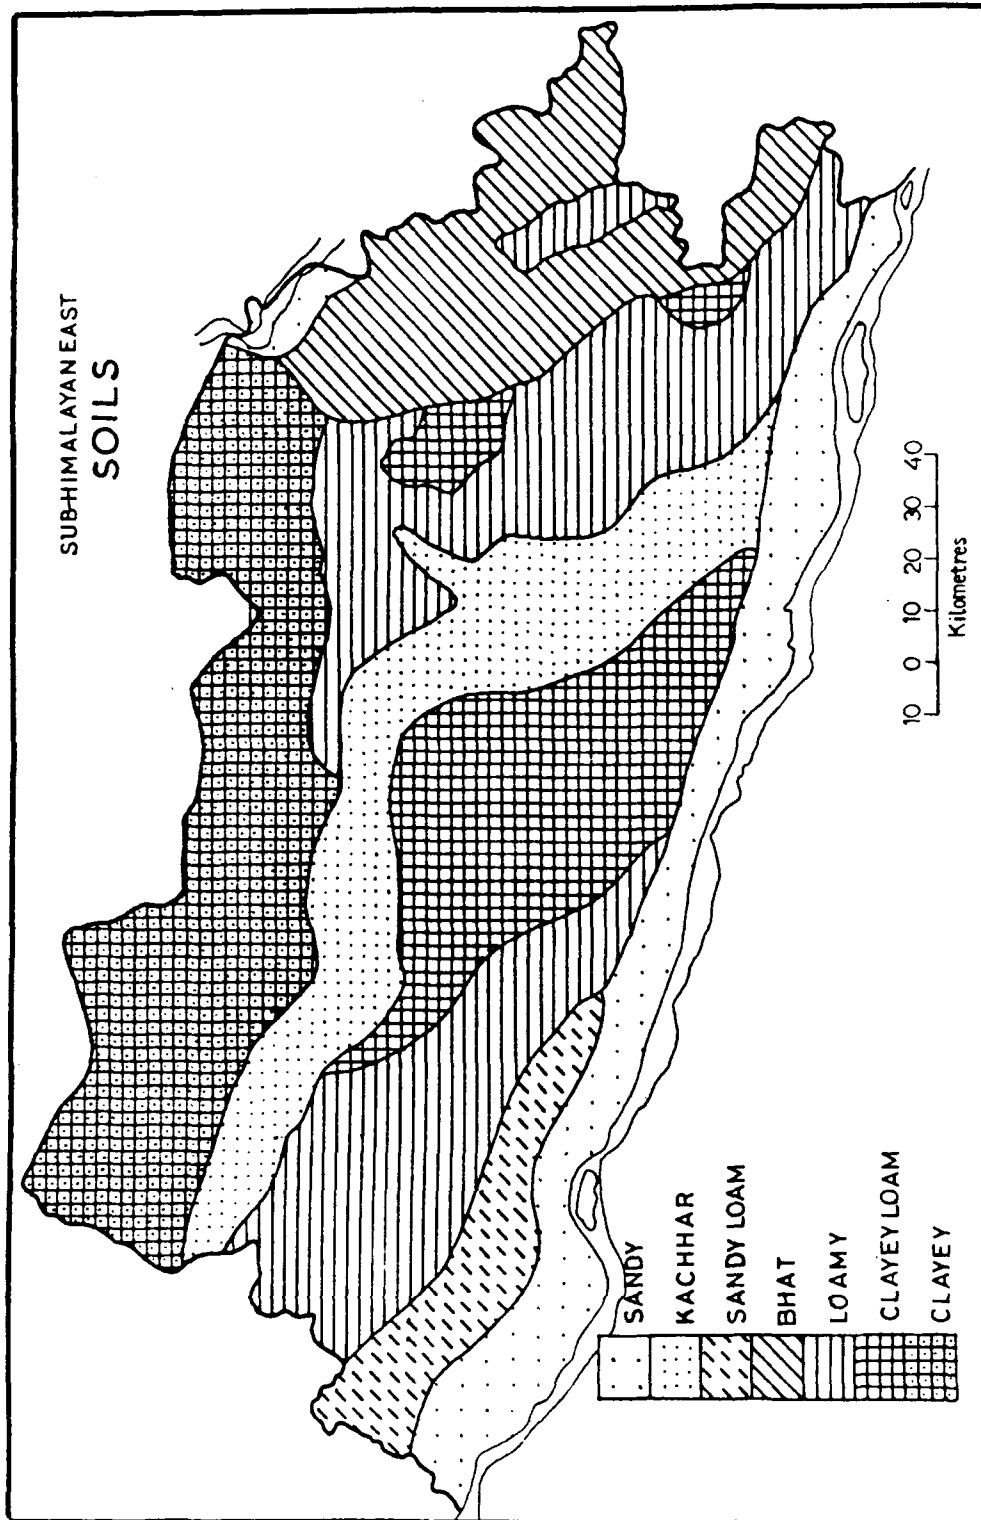 SUB-HIMALAYAN EAST
SOILS
SANDY
KACHHAR
SANDY LOAM
BHAT
LOAMY
CLAYEY LOAM
CLAYEY
10 0 10 20 30 40
Kilometres